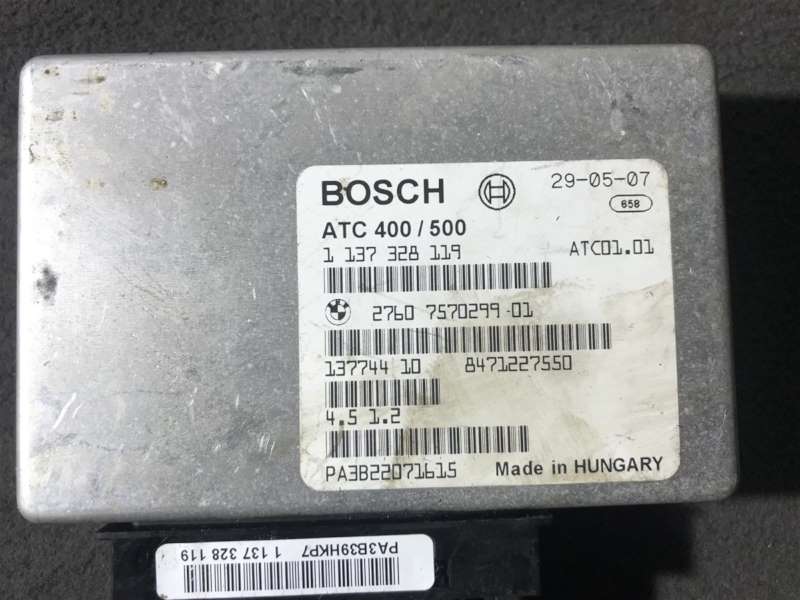 BOSCH 29-05-07
658
ATC 400 / 500
1 137 328 119 ATC01.01
2760 7570299-01
137744 10 8471227550
4.5 1.2
PA3B22071615 Made in HUNGARY
PA3B39HKP7 1 137 328 119